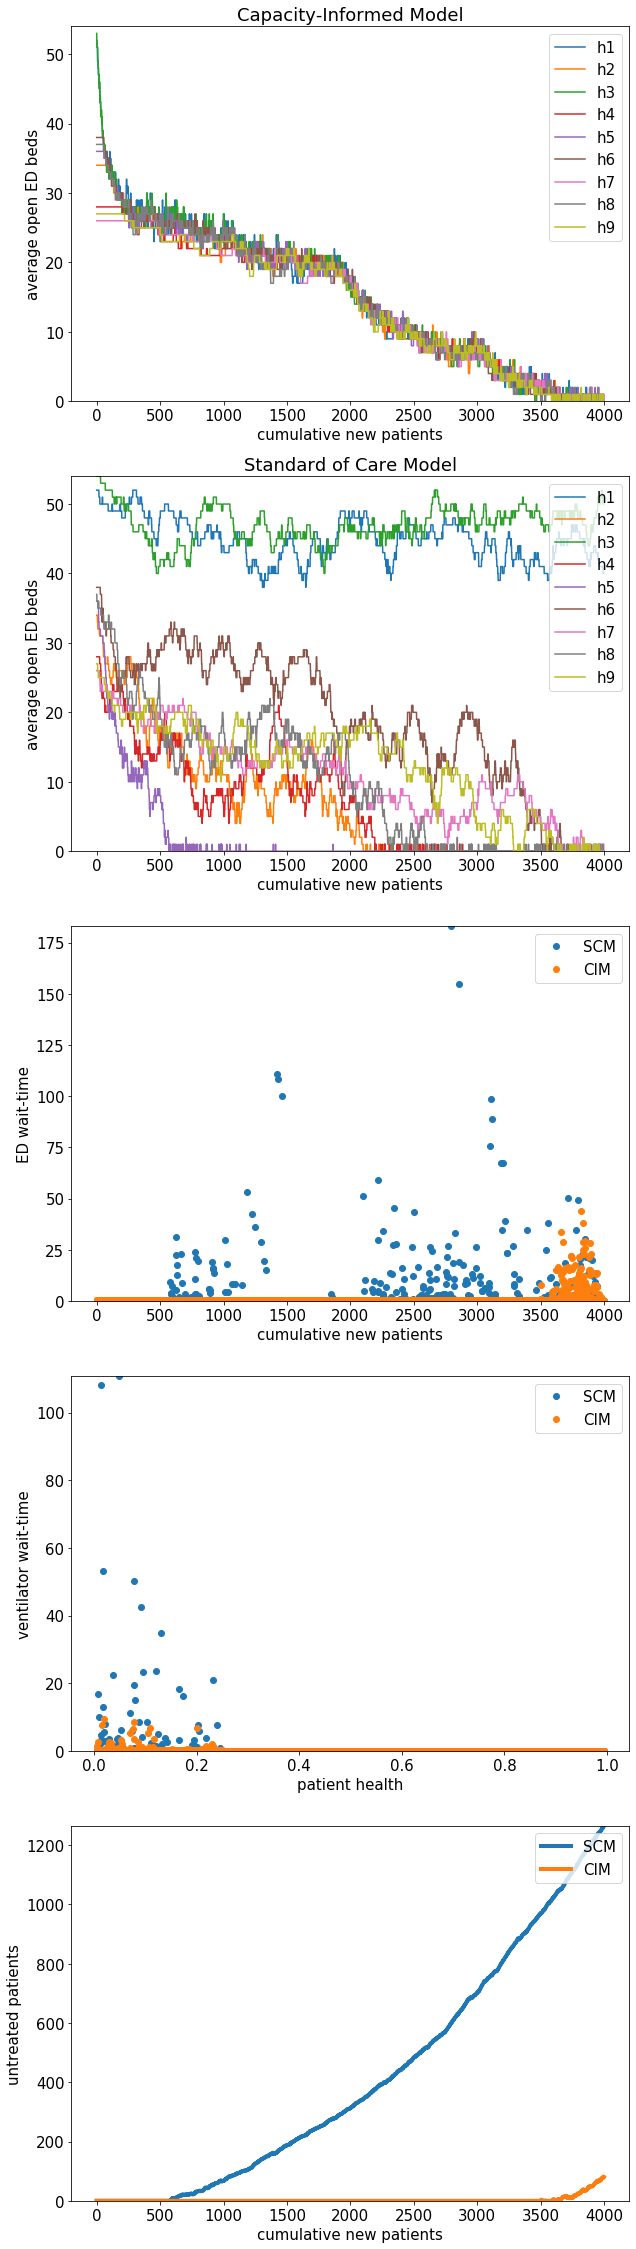 Capacity-Informed Model
50
40
30
20
10
0
average open ED beds
h1
h2
h3
h4
h5
h6
h7
h8
h9
0 500 1000 1500 2000 2500 3000 3500 4000
cumulative new patients
Standard of Care Model
50
40
30
20
10
0
average open ED beds
h1
h2
h3
h4
h5
h6
h7
h8
h9
0 500 1000 1500 2000 2500 3000 3500 4000
cumulative new patients
175
150
125
100
75
50
25
0
ED wait-time
SCM
CIM
0 500 1000 1500 2000 2500 3000 3500 4000
cumulative new patients
100
80
60
40
20
0
ventilator wait-time
SCM
CIM
0.0 0.2 0.4 0.6 0.8 1.0
patient health
1200
1000
800
600
400
200
0
untreated patients
SCM
CIM
0 500 1000 1500 2000 2500 3000 3500 4000
cumulative new patients